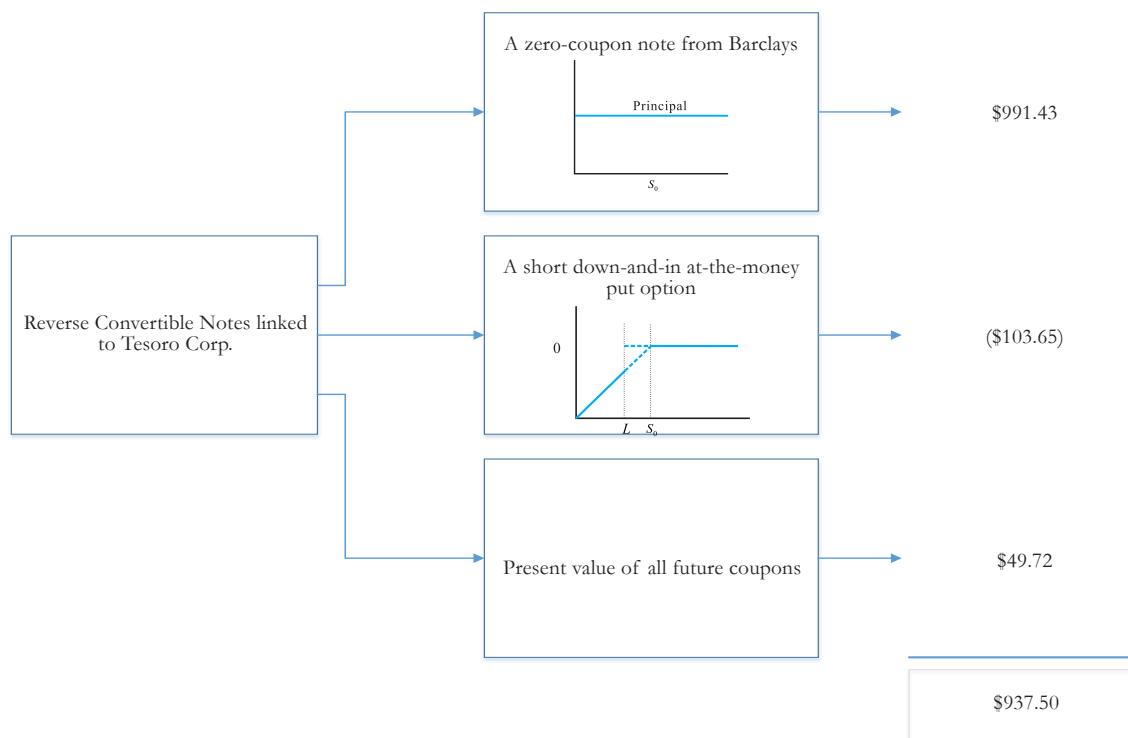 A zero-coupon note from Barclays
Principal
S₀
$991.43
Reverse Convertible Notes linked
to Tesoro Corp.
A short down-and-in at-the-money
put option
0
L S₀
($103.65)
Present value of all future coupons
$49.72
$937.50